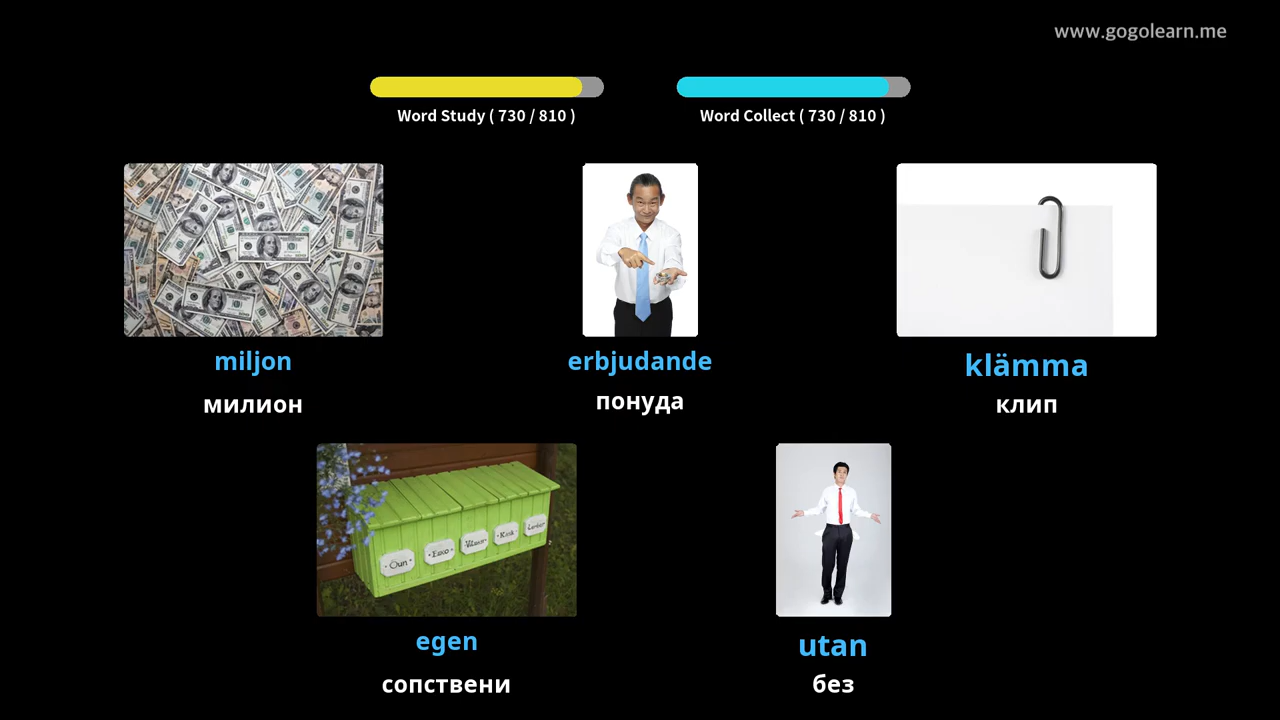 www.gogolearn.me
Word Study ( 730 / 810 )
Word Collect ( 730 / 810 )
miljon
erbjudande
klämma
милион
понуда
клип
egen
utan
сопствени
без